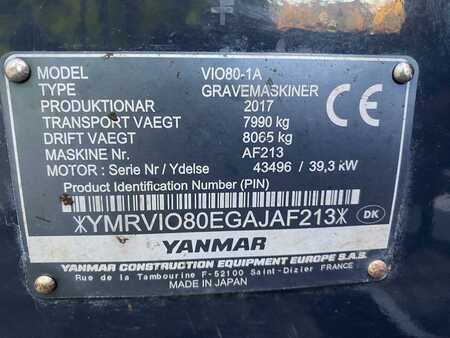 MODEL VIO80-1A
TYPE GRAVEMASKINER
PRODUKTIONAR 2017
TRANSPORT VAEGT 7990 kg
DRIFT VAEGT 8065 kg
MASKINE Nr. AF213
MOTOR : Serie Nr / Ydelse 43496 / 39,3 kW
CE
Product Identification Number (PIN)
*YMRVIO80EGAJAF213*
DK
YANMAR
YANMAR CONSTRUCTION EQUIPMENT EUROPE S.A.S.
Rue de la Tambourine F-52100 Saint-Dizier FRANCE
MADE IN JAPAN